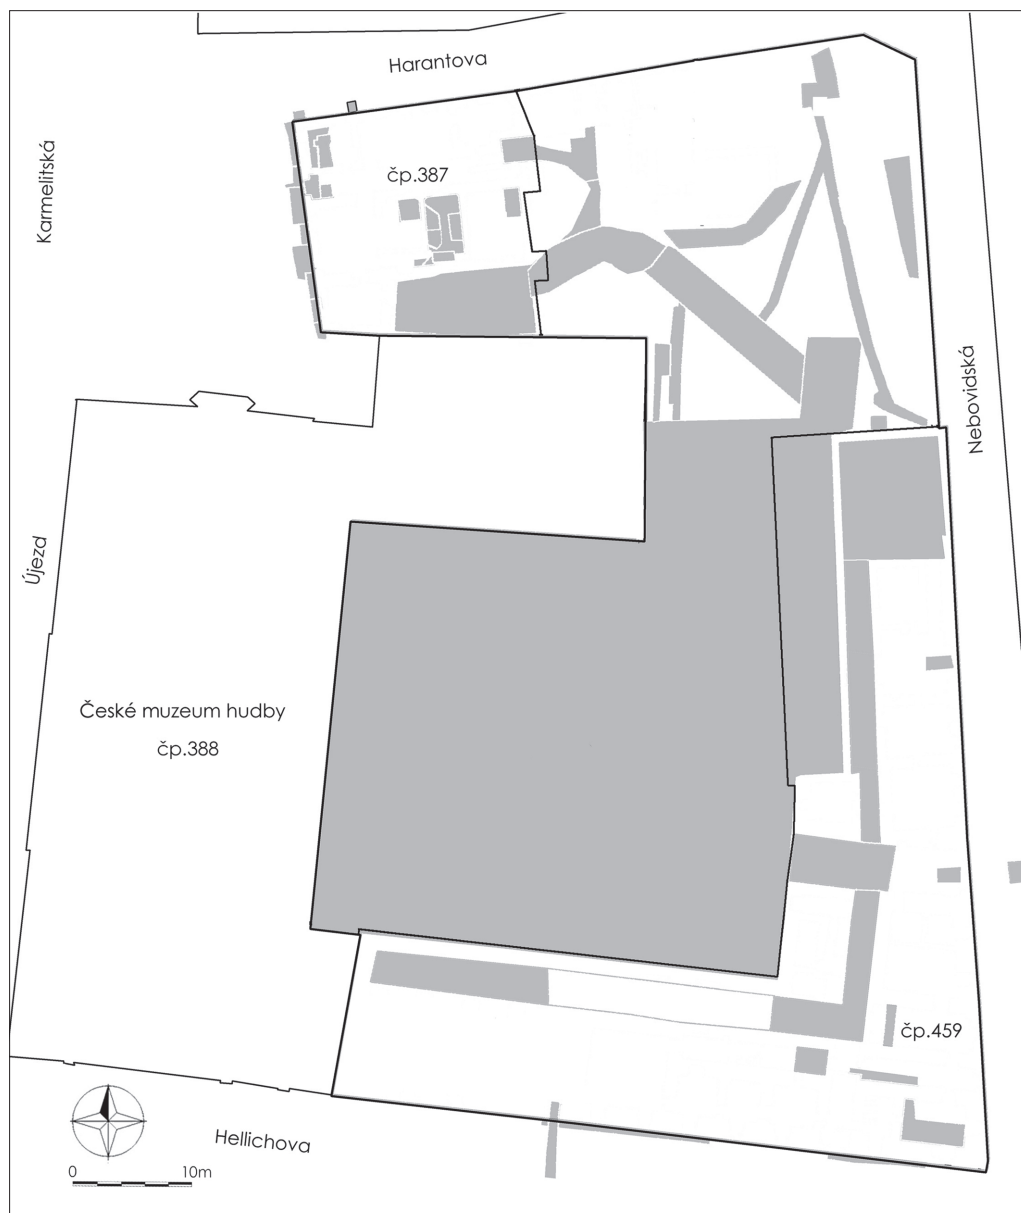 Harantova
Karmelitská
čp.387
Nebovidská
Újezd
České muzeum hudby
čp.388
čp.459
Hellichova
0 10m